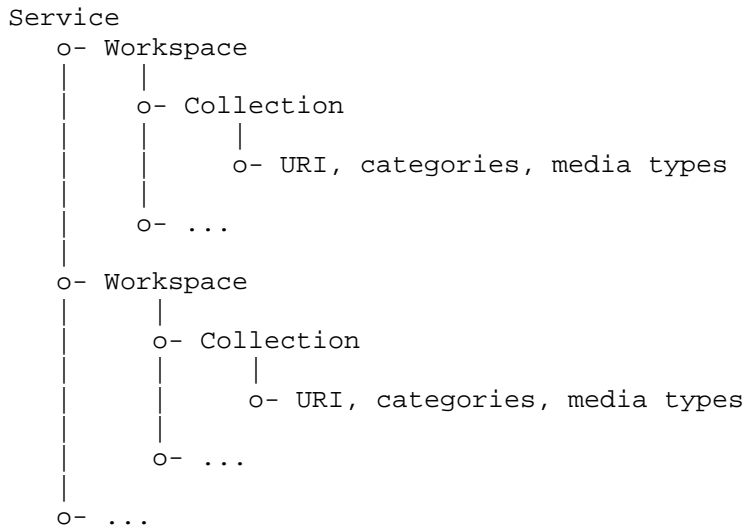 Service
o- Workspace
| |
| o- Collection
| | |
| | o- URI, categories, media types
| |
| o- ...
|
o- Workspace
| |
| o- Collection
| | |
| | o- URI, categories, media types
| |
| o- ...
|
o- ...